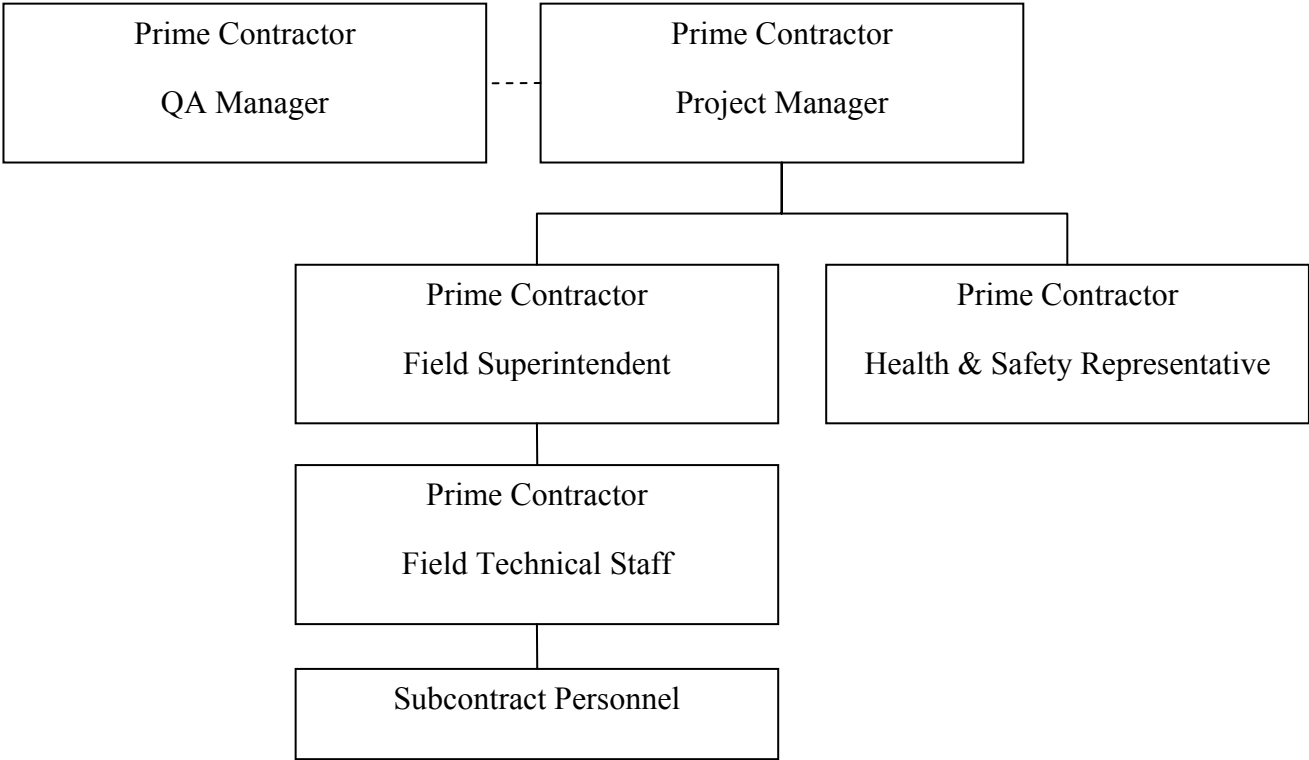 Prime Contractor
QA Manager
Prime Contractor
Project Manager
Prime Contractor
Field Superintendent
Prime Contractor
Health & Safety Representative
Prime Contractor
Field Technical Staff
Subcontract Personnel